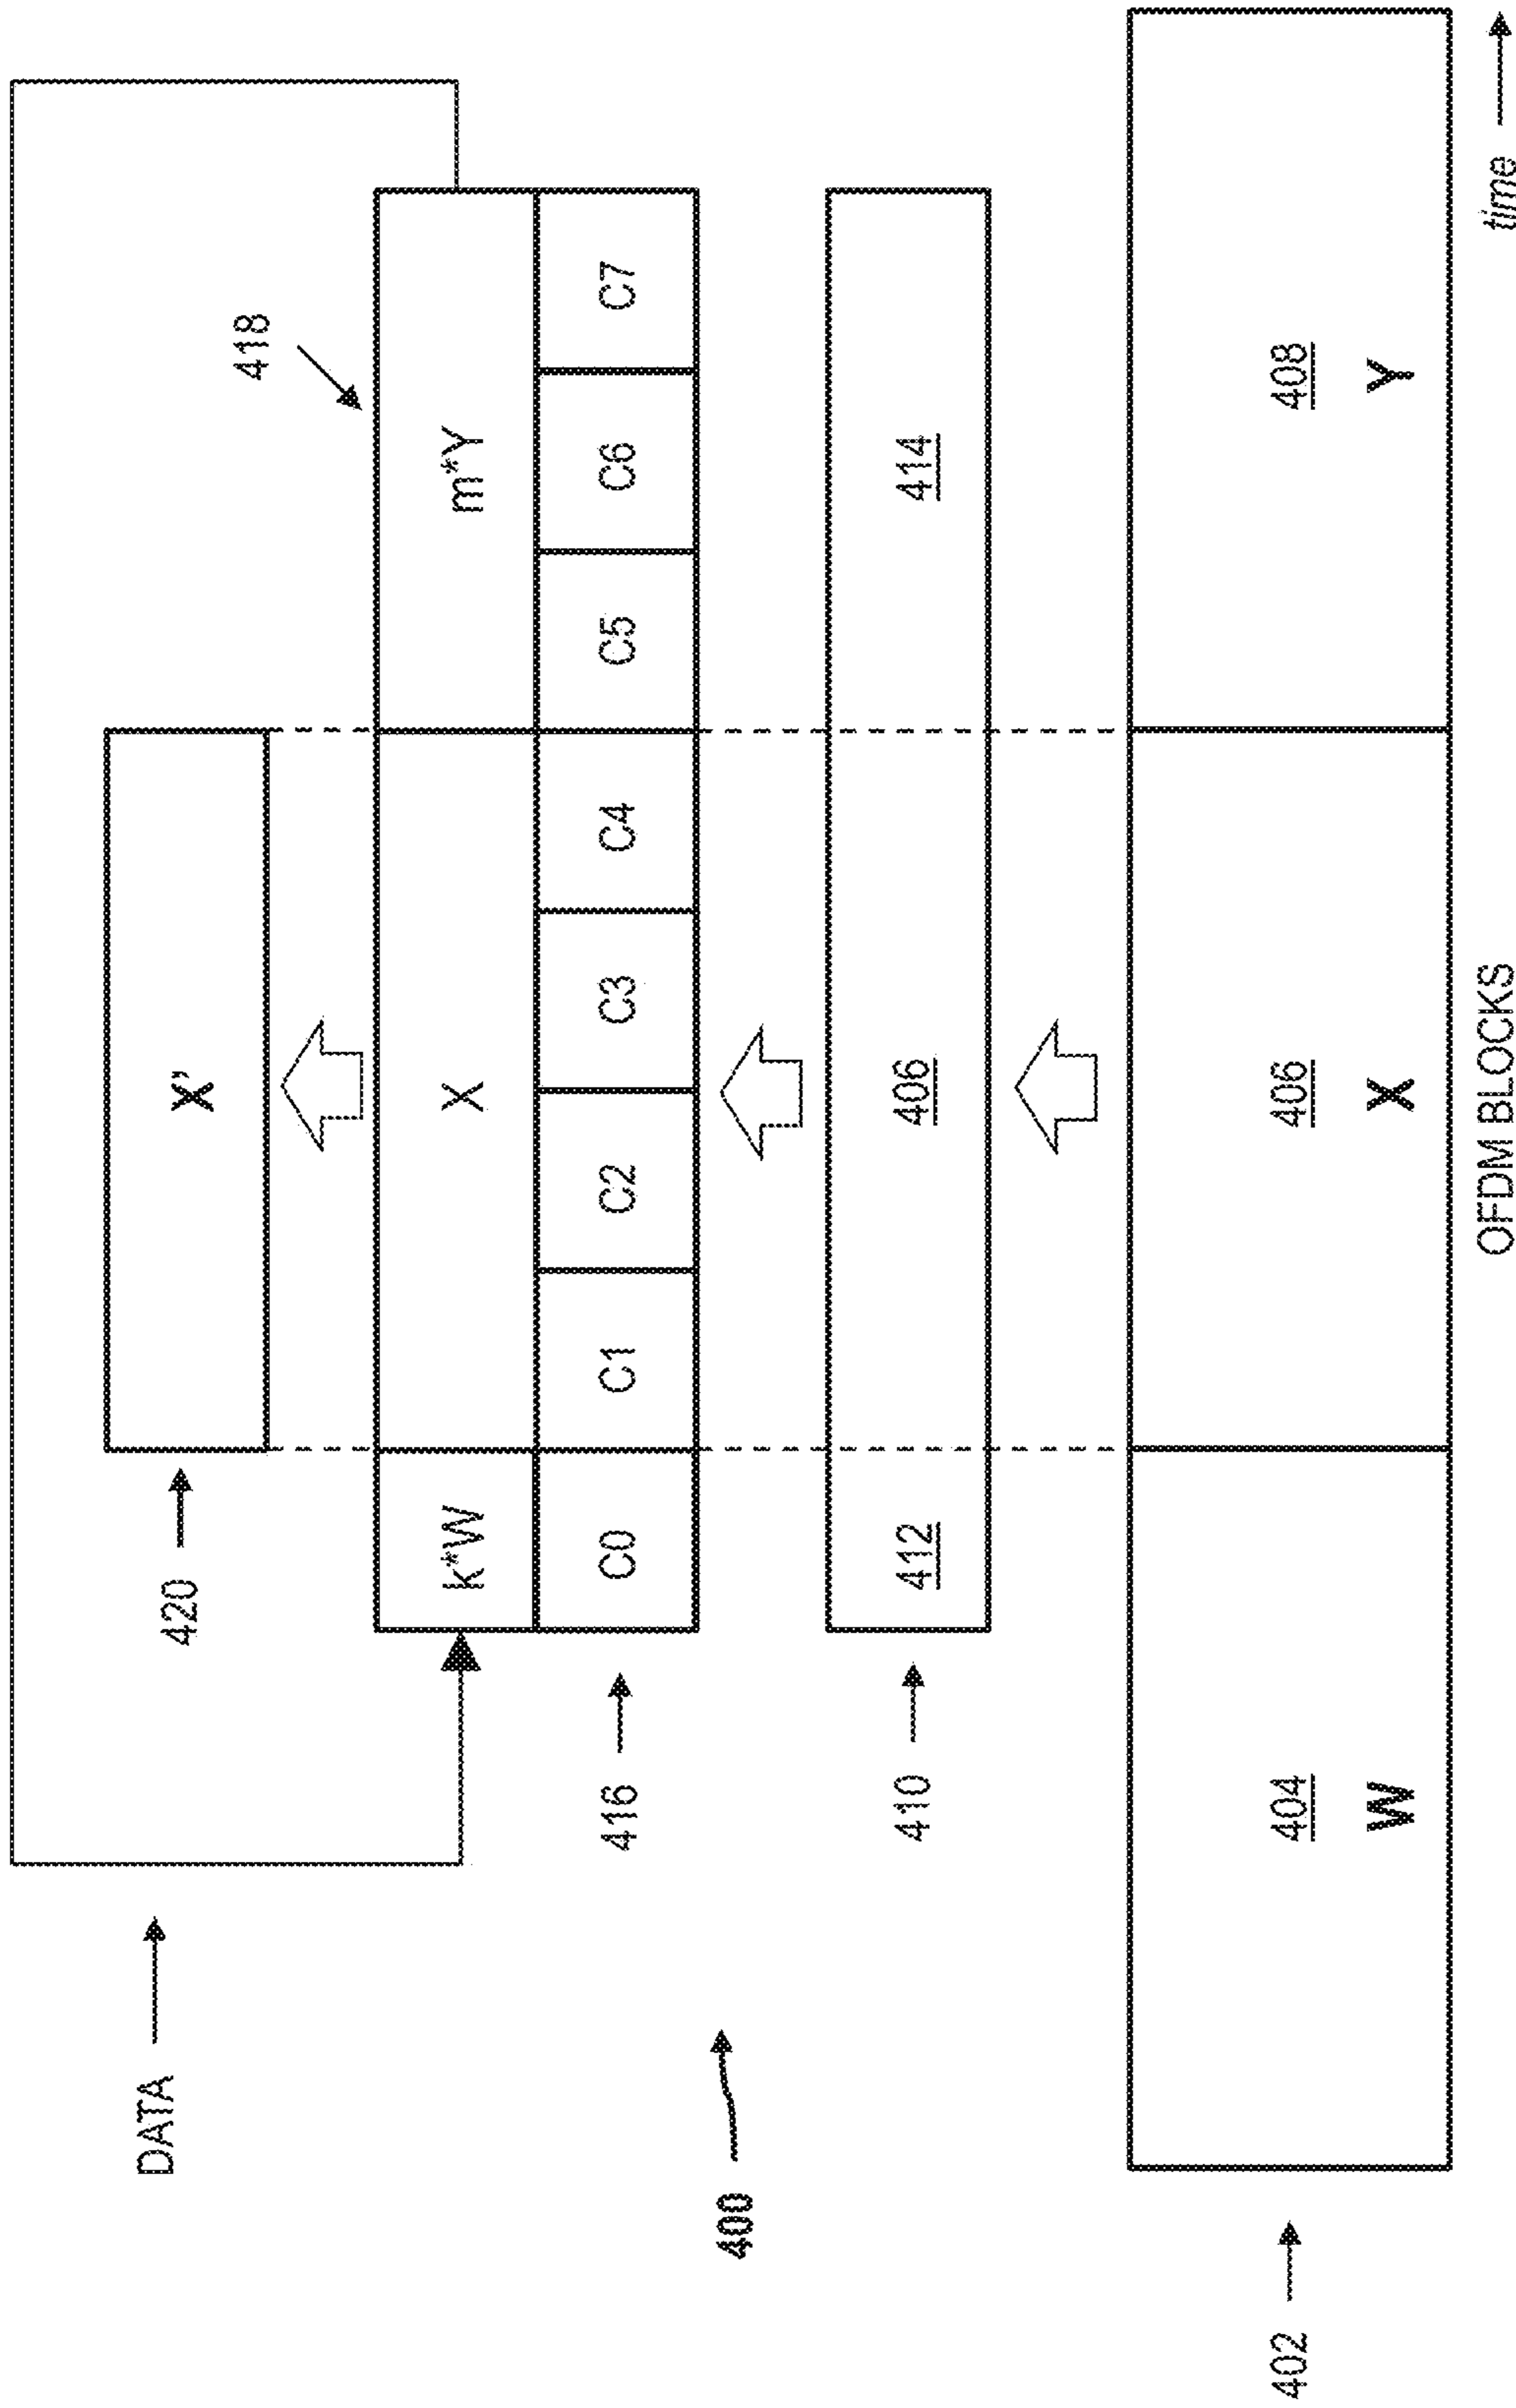 DATA
420 X'
418
k*W X m*Y
416 C0 C1 C2 C3 C4 C5 C6 C7
400
410 412 406 414
402 404 406 408
W X Y
OFDM BLOCKS time